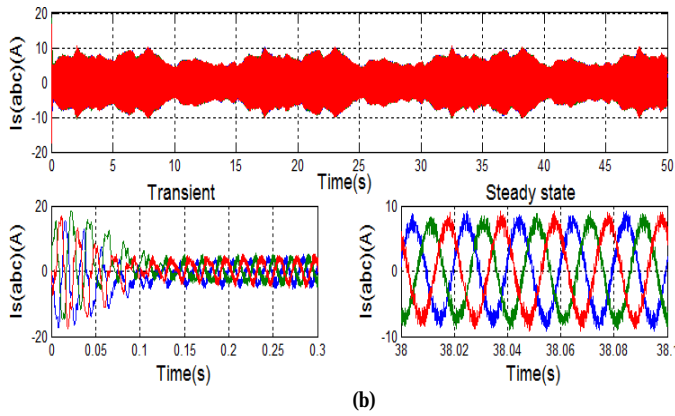 Is(abc)(A)
20
10
0
-10
-20
0 5 10 15 20 25 30 35 40 45 50
Time(s)
Transient
Is(abc)(A)
20
0
-20
0 0.05 0.1 0.15 0.2 0.25 0.3
Time(s)
Steady state
Is(abc)(A)
10
0
-10
38 38.02 38.04 38.06 38.08 38.1
Time(s)
(b)